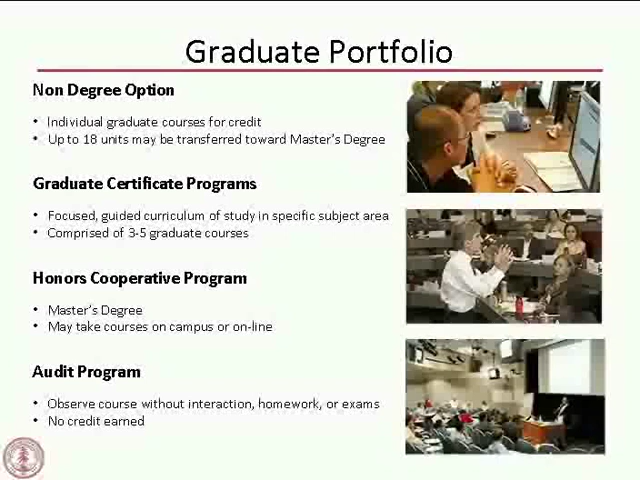 Graduate Portfolio
Non Degree Option
• Individual graduate courses for credit
• Up to 18 units may be transferred toward Master's Degree
Graduate Certificate Programs
• Focused, guided curriculum of study in specific subject area
• Comprised of 3-5 graduate courses
Honors Cooperative Program
• Master's Degree
• May take courses on campus or on-line
Audit Program
• Observe course without interaction, homework, or exams
• No credit earned